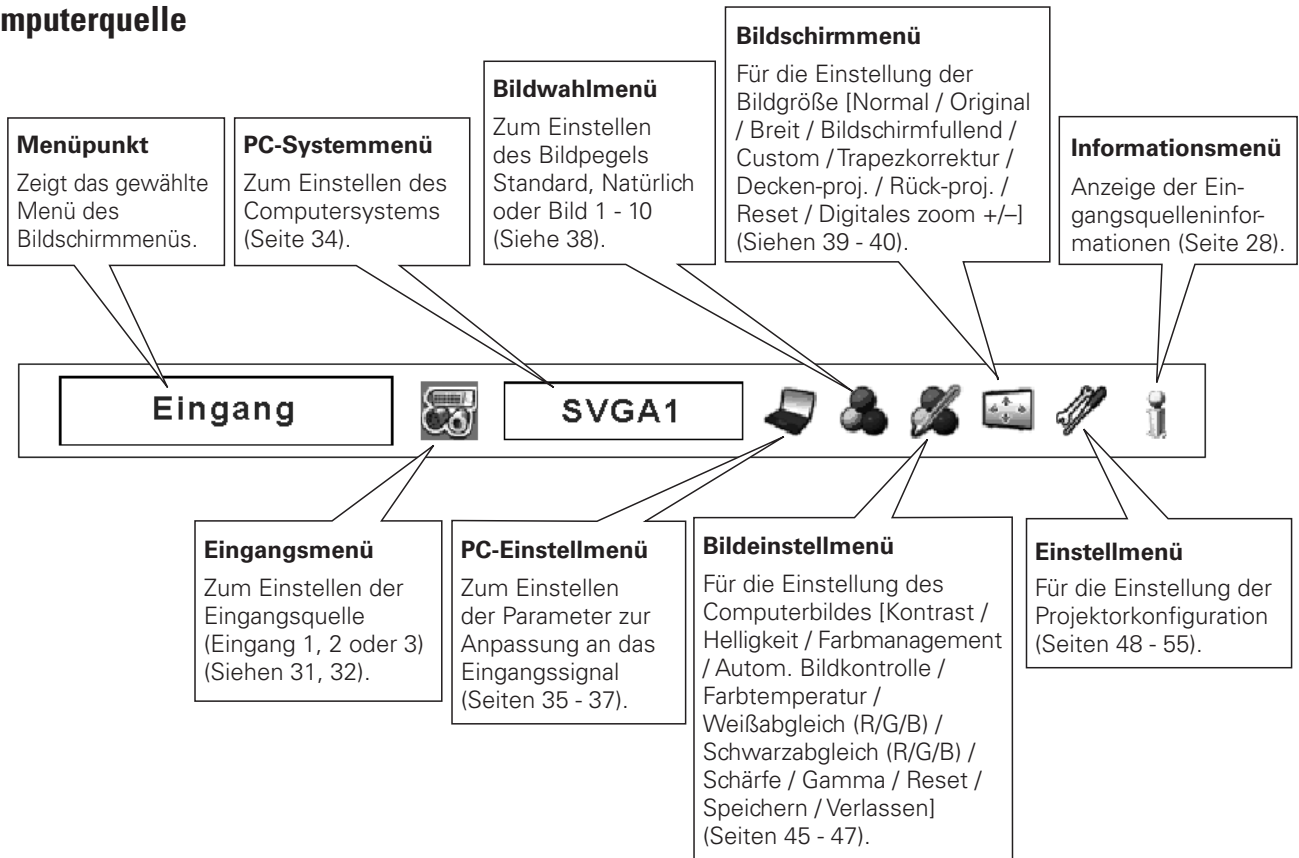 mputerquelle
Menüpunkt
Zeigt das gewählte
Menü des
Bildschirmmenüs.
PC-Systemmenü
Zum Einstellen des
Computersystems
(Seite 34).
Bildwahlmenü
Zum Einstellen
des Bildpegels
Standard, Natürlich
oder Bild 1 - 10
(Siehe 38).
Bildschirmmenü
Für die Einstellung der
Bildgröße [Normal / Original
/ Breit / Bildschirmfullend /
Custom / Trapezkorrektur /
Decken-proj. / Rück-proj. /
Reset / Digitales zoom +/–]
(Siehen 39 - 40).
Informationsmenü
Anzeige der Ein-
gangsquelleninfor-
mationen (Seite 28).
Eingang
SVGA1
Eingangsmenü
Zum Einstellen der
Eingangsquelle
(Eingang 1, 2 oder 3)
(Siehen 31, 32).
PC-Einstellmenü
Zum Einstellen
der Parameter zur
Anpassung an das
Eingangssignal
(Seiten 35 - 37).
Bildeinstellmenü
Für die Einstellung des
Computerbildes [Kontrast /
Helligkeit / Farbmanagement
/ Autom. Bildkontrolle /
Farbtemperatur /
Weißabgleich (R/G/B) /
Schwarzabgleich (R/G/B) /
Schärfe / Gamma / Reset /
Speichern / Verlassen]
(Seiten 45 - 47).
Einstellmenü
Für die Einstellung der
Projektorkonfiguration
(Seiten 48 - 55).